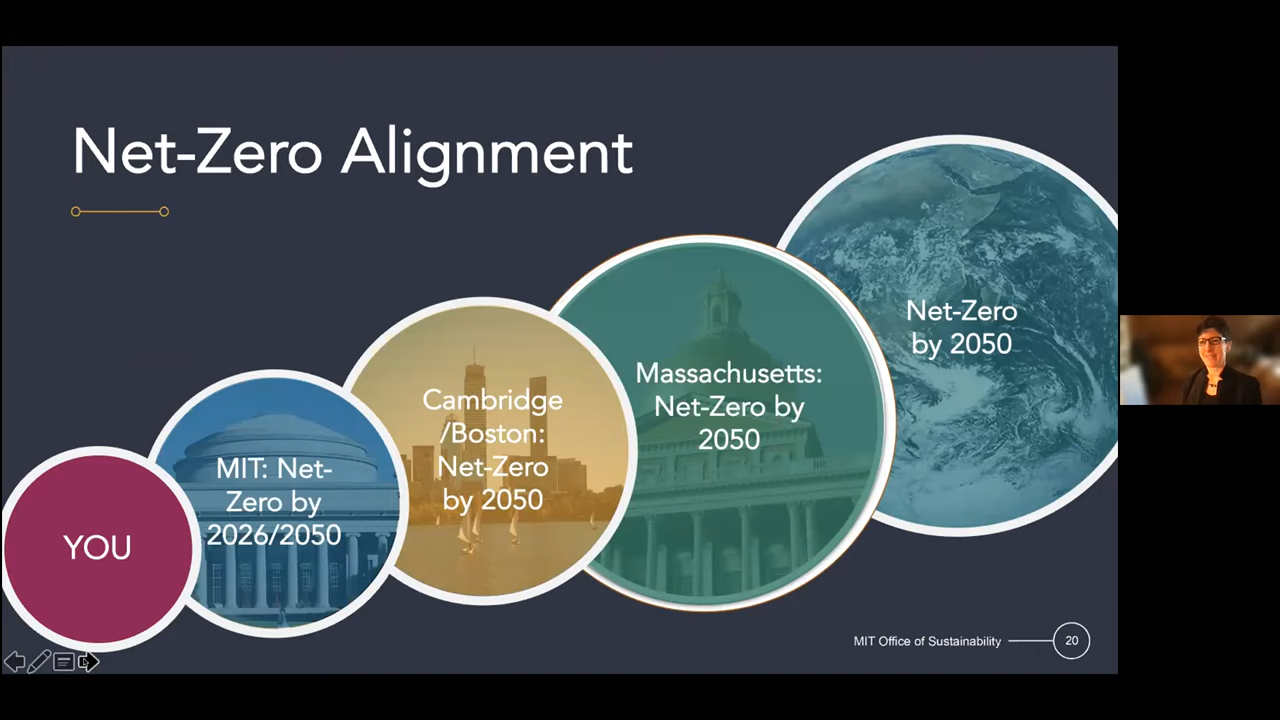 Net-Zero Alignment
YOU
MIT: Net-
Zero by
2026/2050
Cambridge
/Boston:
Net-Zero
by 2050
Massachusetts:
Net-Zero by
2050
Net-Zero
by 2050
MIT Office of Sustainability
20